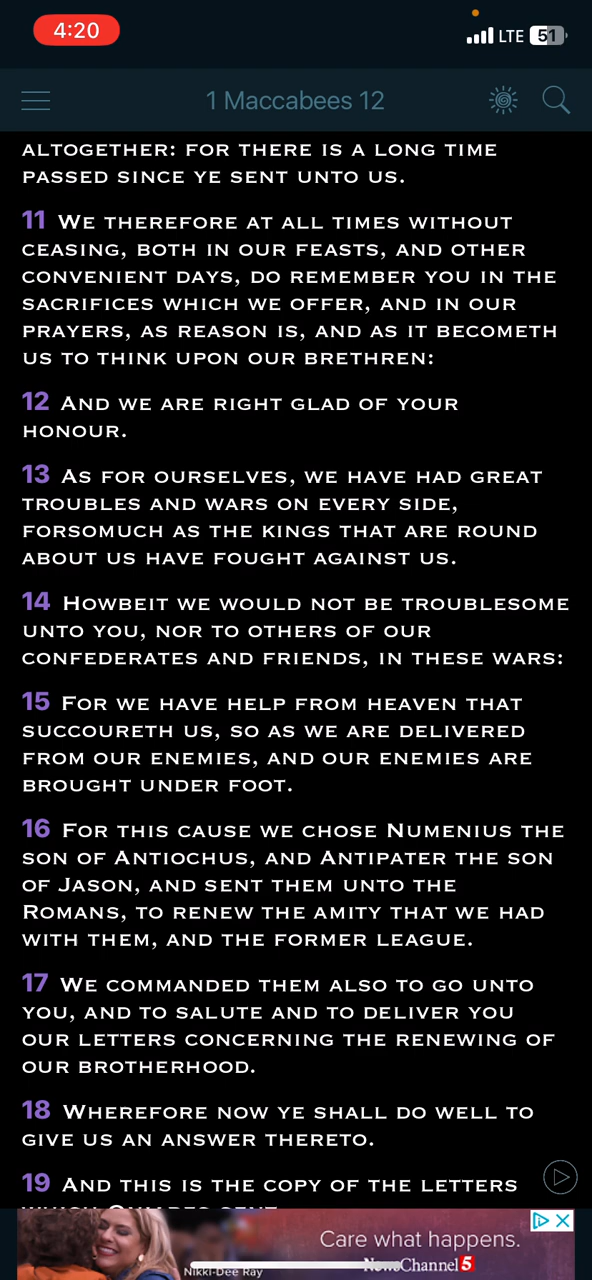 4:20
LTE 51
1 Maccabees 12
ALTOGETHER: FOR THERE IS A LONG TIME
PASSED SINCE YE SENT UNTO US.
11 WE THEREFORE AT ALL TIMES WITHOUT
CEASING, BOTH IN OUR FEASTS, AND OTHER
CONVENIENT DAYS, DO REMEMBER YOU IN THE
SACRIFICES WHICH WE OFFER, AND IN OUR
PRAYERS, AS REASON IS, AND AS IT BECOMETH
US TO THINK UPON OUR BRETHREN:
12 AND WE ARE RIGHT GLAD OF YOUR
HONOUR.
13 AS FOR OURSELVES, WE HAVE HAD GREAT
TROUBLES AND WARS ON EVERY SIDE,
FORSOMUCH AS THE KINGS THAT ARE ROUND
ABOUT US HAVE FOUGHT AGAINST US.
14 HOWBEIT WE WOULD NOT BE TROUBLESOME
UNTO YOU, NOR TO OTHERS OF OUR
CONFEDERATES AND FRIENDS, IN THESE WARS:
15 FOR WE HAVE HELP FROM HEAVEN THAT
SUCCOURETH US, SO AS WE ARE DELIVERED
FROM OUR ENEMIES, AND OUR ENEMIES ARE
BROUGHT UNDER FOOT.
16 FOR THIS CAUSE WE CHOSE NUMENIUS THE
SON OF ANTIOCHUS, AND ANTIPATER THE SON
OF JASON, AND SENT THEM UNTO THE
ROMANS, TO RENEW THE AMITY THAT WE HAD
WITH THEM, AND THE FORMER LEAGUE.
17 WE COMMANDED THEM ALSO TO GO UNTO
YOU, AND TO SALUTE AND TO DELIVER YOU
OUR LETTERS CONCERNING THE RENEWING OF
OUR BROTHERHOOD.
18 WHEREFORE NOW YE SHALL DO WELL TO
GIVE US AN ANSWER THERETO.
19 AND THIS IS THE COPY OF THE LETTERS
Care what happens.
Nikki-Dee Ray
NewsChannel 5